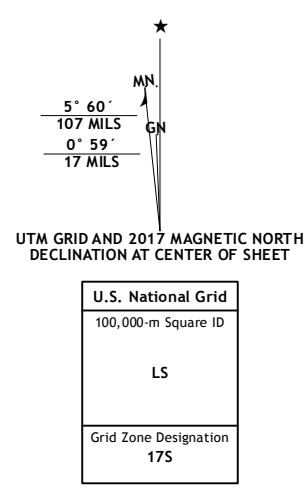 ★
MN
5° 60´
107 MILS
GN
0° 59´
17 MILS
UTM GRID AND 2017 MAGNETIC NORTH
DECLINATION AT CENTER OF SHEET
U.S. National Grid
100,000-m Square ID
LS
Grid Zone Designation
17S